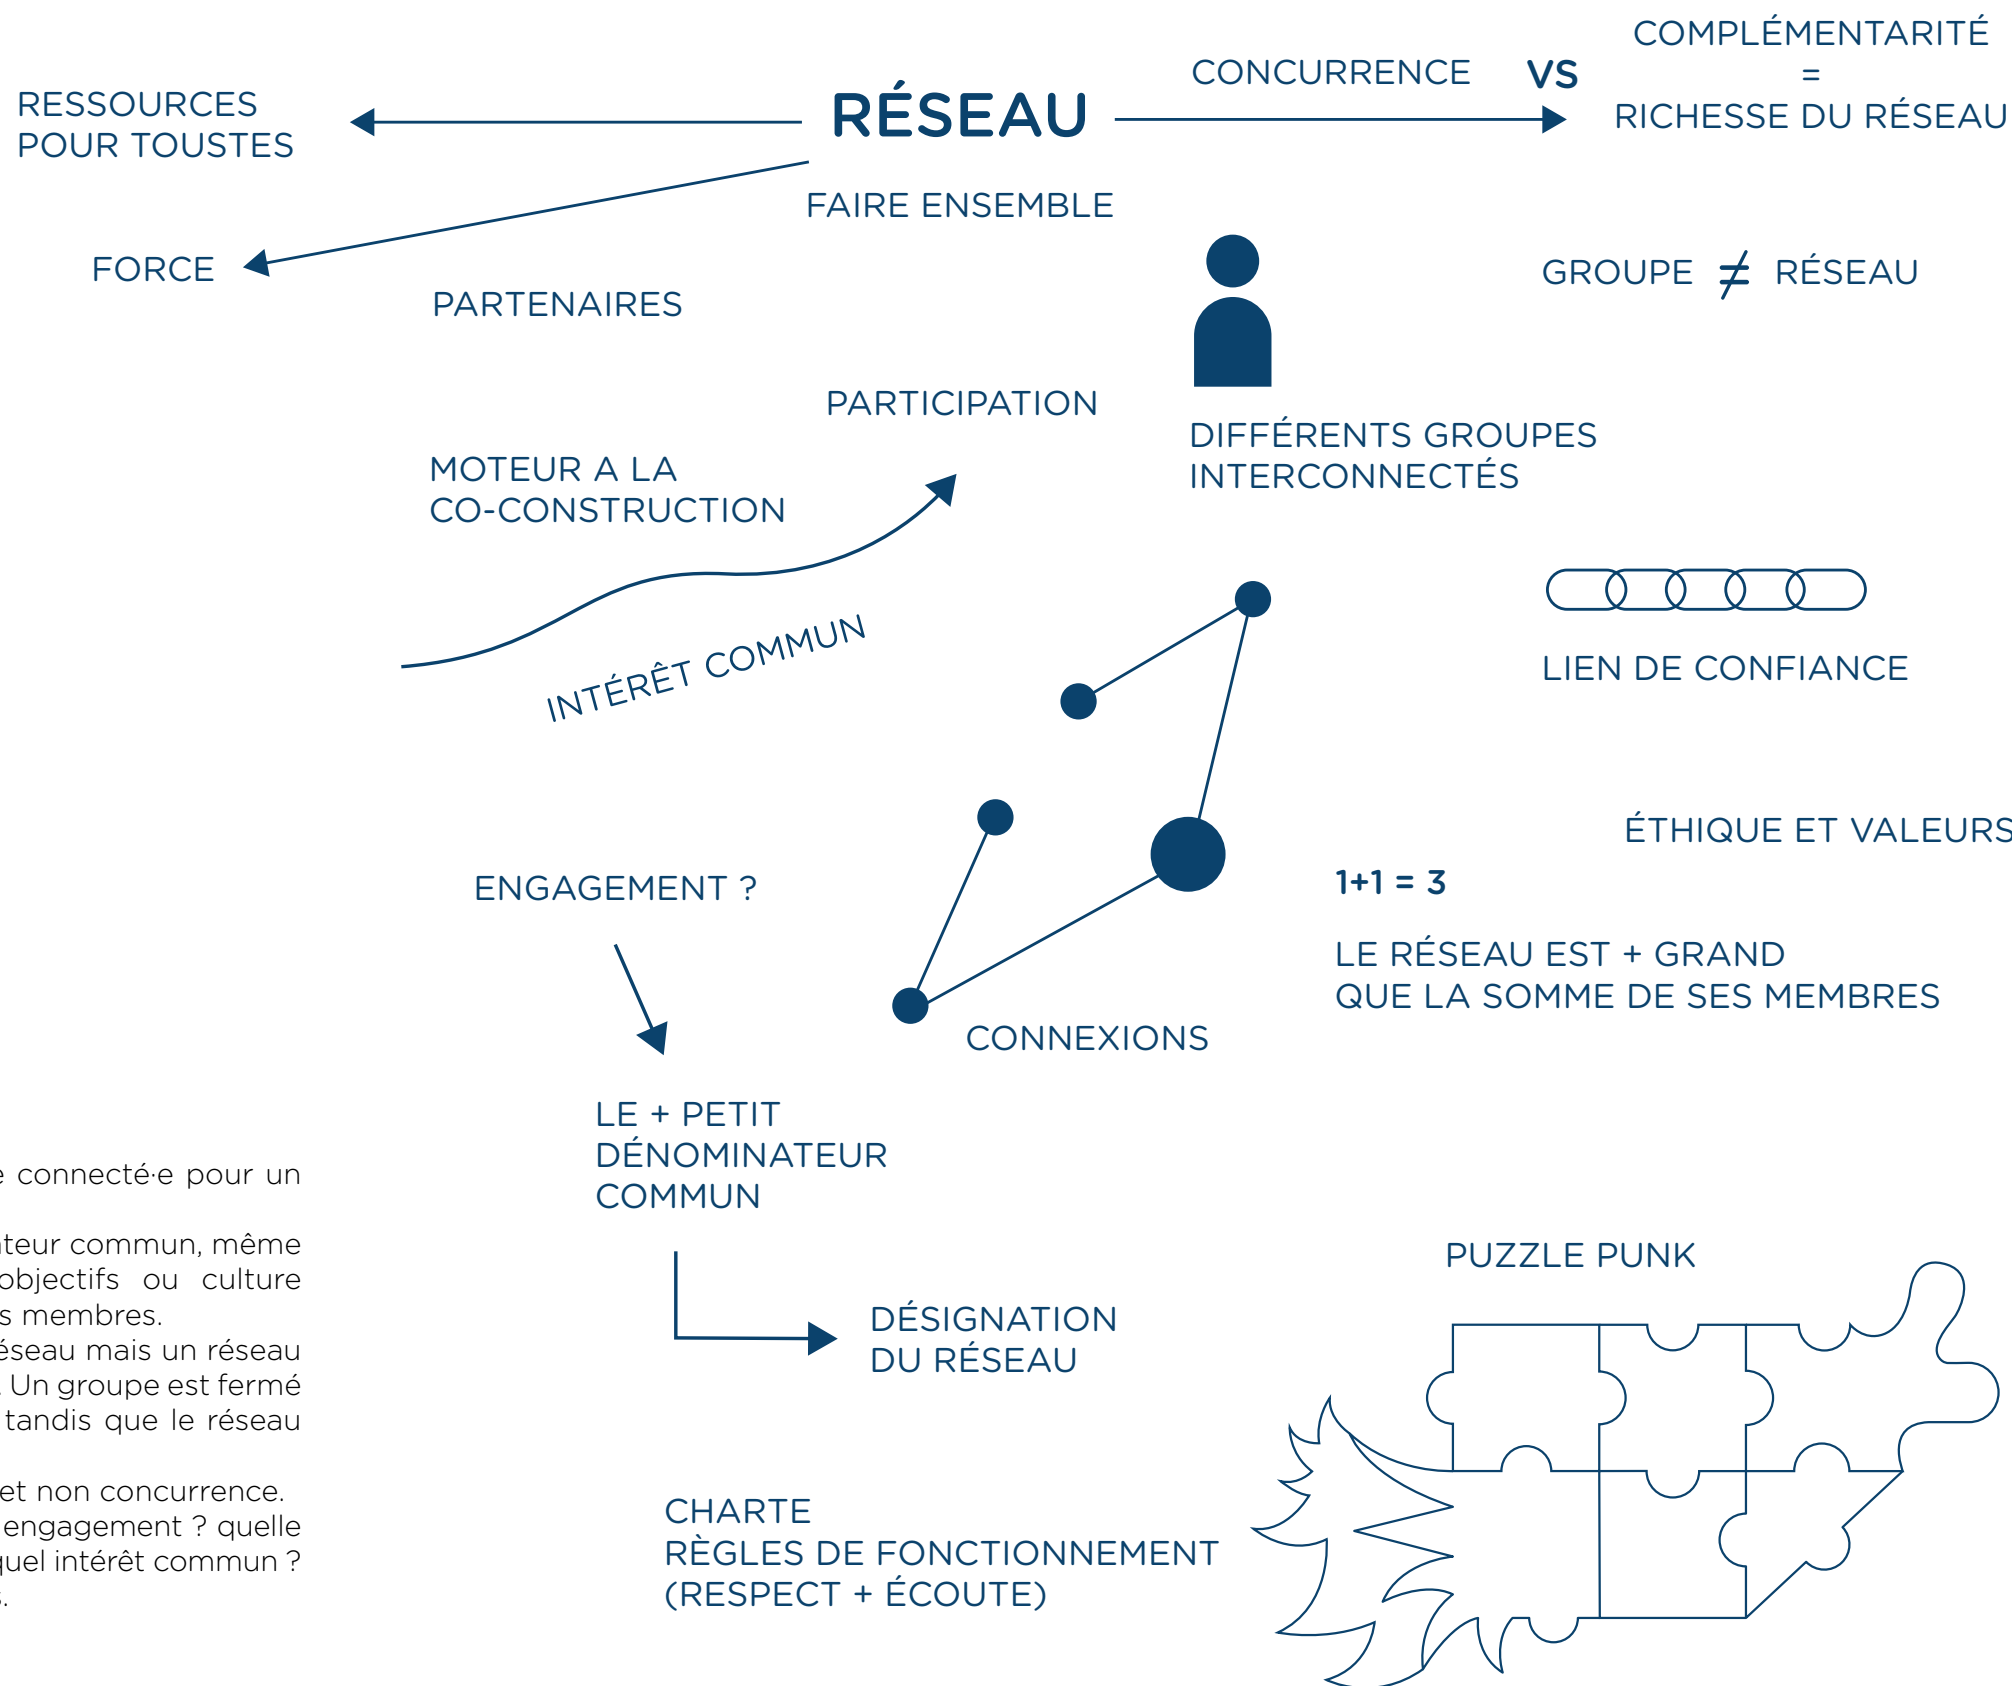 COMPLÉMENTARITÉ
=
RICHESSE DU RÉSEAU
CONCURRENCE VS
RÉSEAU
RESSOURCES
POUR TOUSTES
FAIRE ENSEMBLE
FORCE
PARTENAIRES
GROUPE ≠ RÉSEAU
PARTICIPATION
DIFFÉRENTS GROUPES
INTERCONNECTÉS
MOTEUR A LA
CO-CONSTRUCTION
INTÉRÊT COMMUN
LIEN DE CONFIANCE
ÉTHIQUE ET VALEURS
ENGAGEMENT ?
1+1 = 3
LE RÉSEAU EST + GRAND
QUE LA SOMME DE SES MEMBRES
CONNEXIONS
LE + PETIT
DÉNOMINATEUR
COMMUN
connecté·e pour un
commun, même
objectifs ou culture
membres.
mais un réseau
Un groupe est fermé
tandis que le réseau
et non concurrence.
engagement ? quelle
quel intérêt commun ?
PUZZLE PUNK
DÉSIGNATION
DU RÉSEAU
CHARTE
RÈGLES DE FONCTIONNEMENT
(RESPECT + ÉCOUTE)